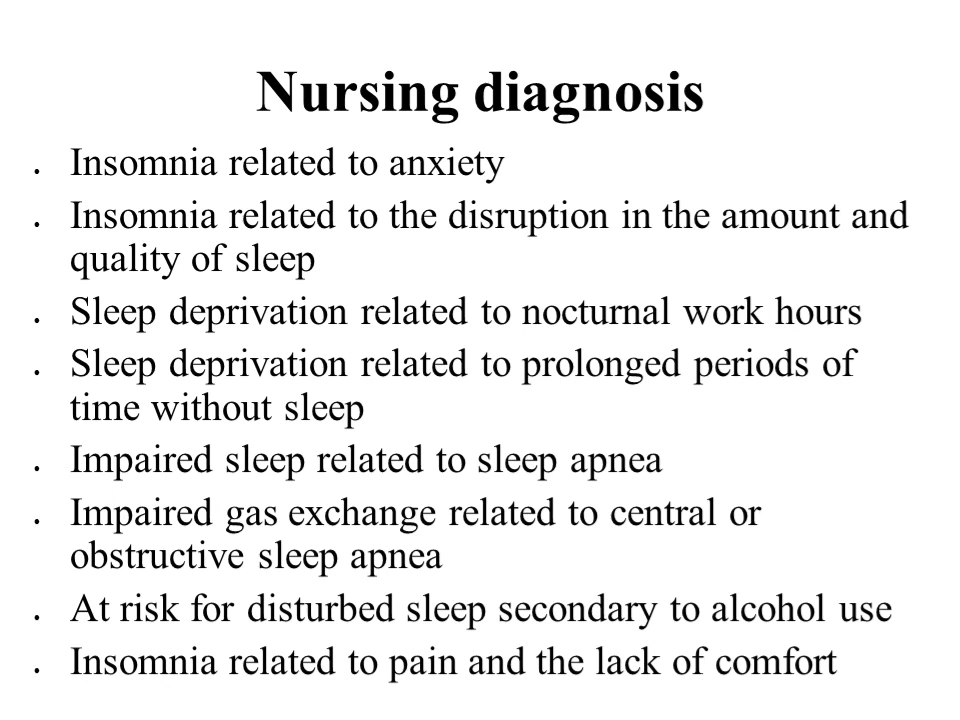 Nursing diagnosis
• Insomnia related to anxiety
• Insomnia related to the disruption in the amount and
quality of sleep
• Sleep deprivation related to nocturnal work hours
• Sleep deprivation related to prolonged periods of
time without sleep
• Impaired sleep related to sleep apnea
• Impaired gas exchange related to central or
obstructive sleep apnea
• At risk for disturbed sleep secondary to alcohol use
• Insomnia related to pain and the lack of comfort